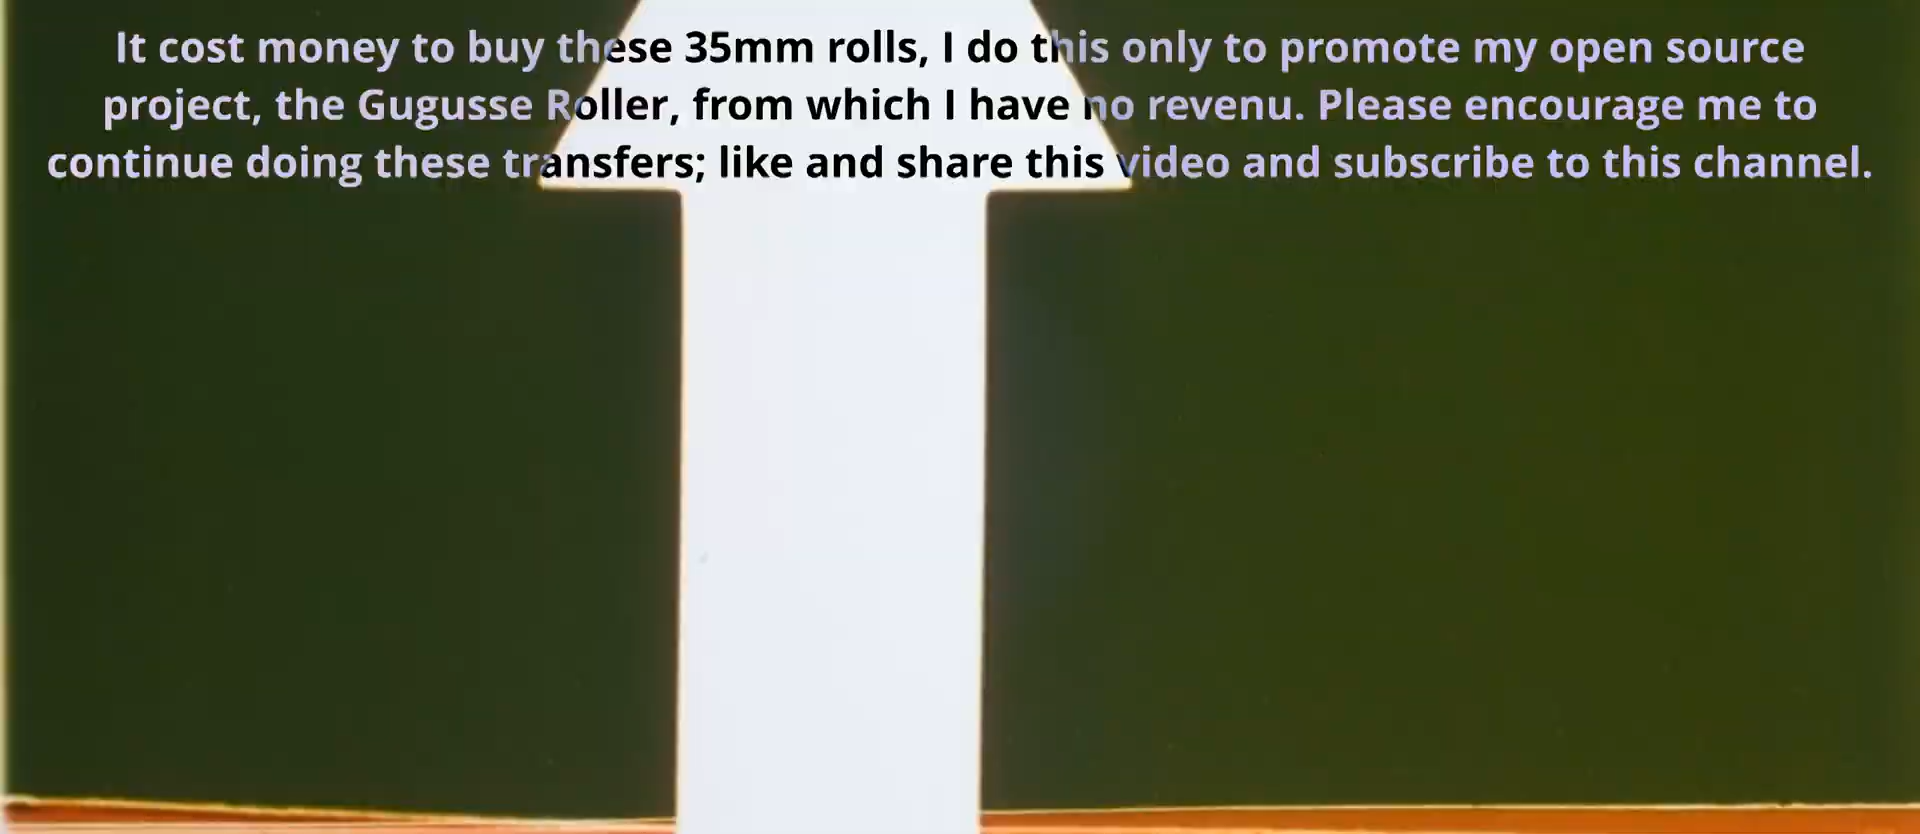 It cost money to buy these 35mm rolls, I do this only to promote my open source
project, the Gugusse Roller, from which I have no revenu. Please encourage me to
continue doing these transfers; like and share this video and subscribe to this channel.